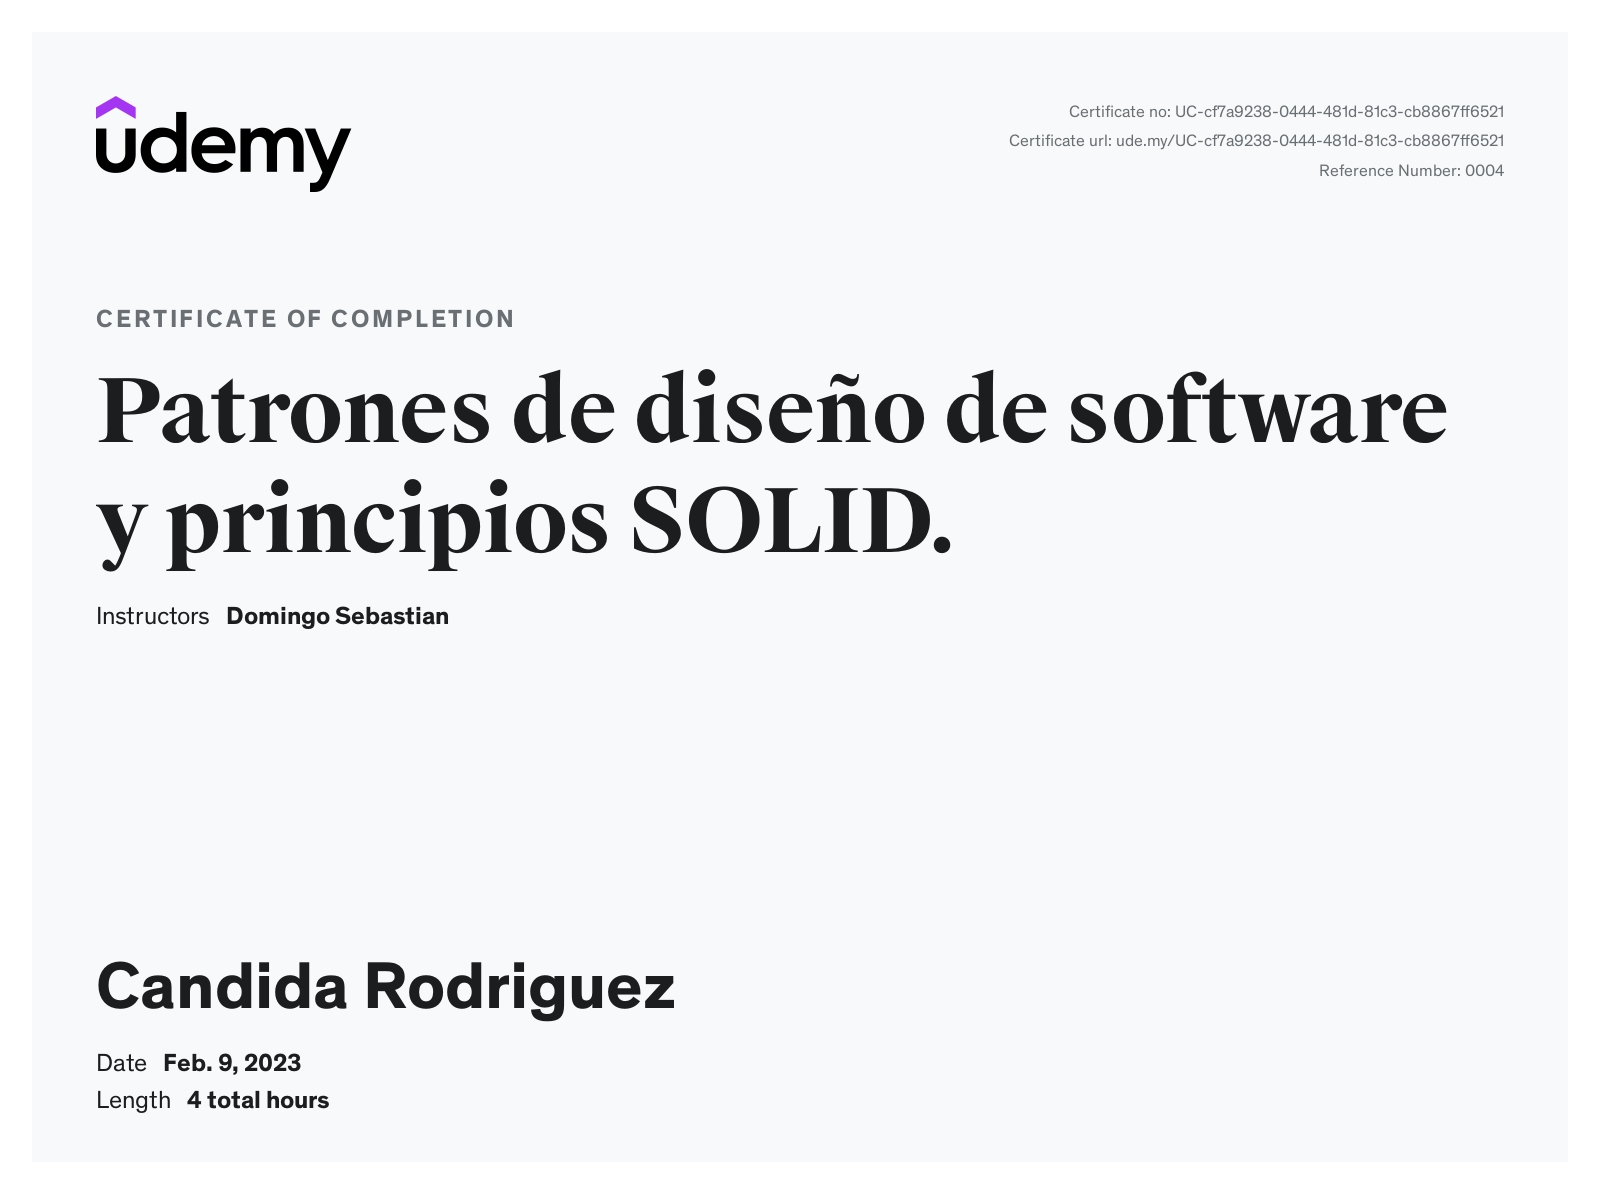 udemy
Certificate no: UC-cf7a9238-0444-481d-81c3-cb8867ff6521
Certificate url: ude.my/UC-cf7a9238-0444-481d-81c3-cb8867ff6521
Reference Number: 0004
CERTIFICATE OF COMPLETION
Patrones de diseño de software
y principios SOLID.
Instructors Domingo Sebastian
Candida Rodriguez
Date Feb. 9, 2023
Length 4 total hours